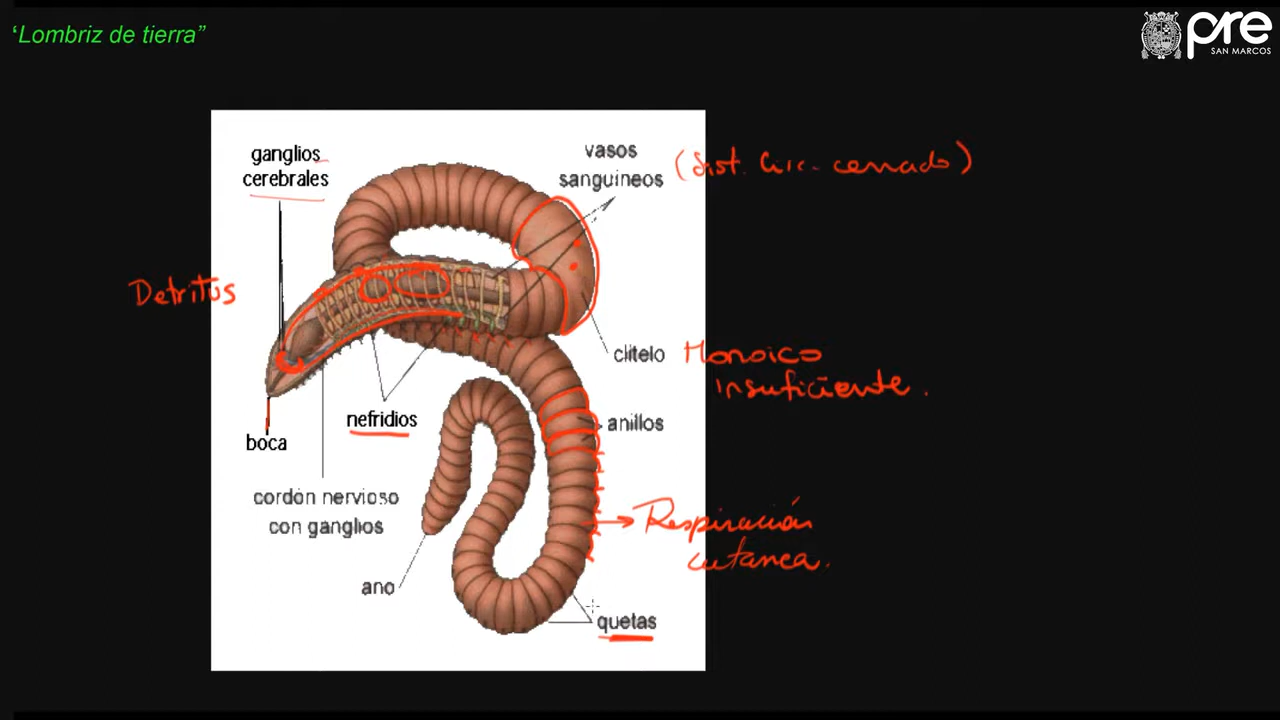 ‘Lombriz de tierra”
pre
SAN MARCOS
ganglios
cerebrales
vasos
sanguíneos
(Sist. Circ. cerrado)
Detritus
clitelo
Monoico
insuficiente.
nefridios
anillos
boca
cordón nervioso
con ganglios
Respiración
cutanea.
ano
quetas